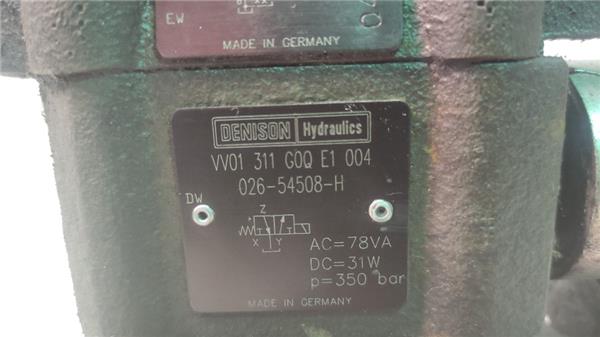 EW
MADE IN GERMANY
DENISON Hydraulics
VV01 311 G0Q E1 004
026-54508-H
DW
Z
X Y
AC=78VA
DC=31W
p=350 bar
MADE IN GERMANY